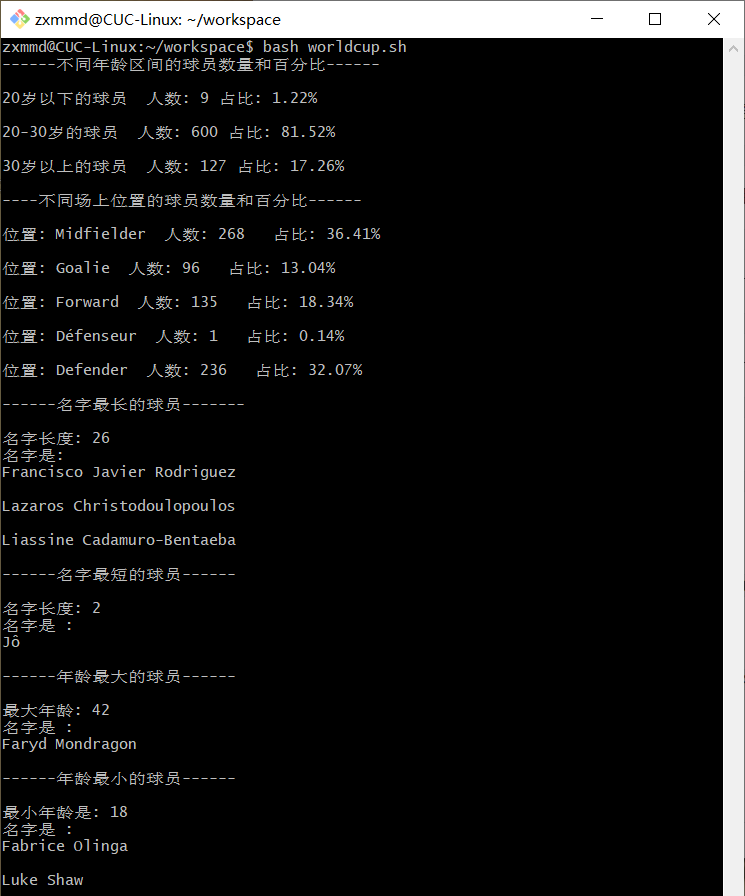 zxmmd@CUC-Linux: ~/workspace
zxmmd@CUC-Linux:~/workspace$ bash worldcup.sh
------不同年龄区间的球员数量和百分比------
20岁以下的球员  人数: 9 占比: 1.22%
20-30岁的球员  人数: 600 占比: 81.52%
30岁以上的球员  人数: 127 占比: 17.26%
----不同场上位置的球员数量和百分比------
位置: Midfielder  人数: 268   占比: 36.41%
位置: Goalie  人数: 96   占比: 13.04%
位置: Forward  人数: 135   占比: 18.34%
位置: Défenseur  人数: 1   占比: 0.14%
位置: Defender  人数: 236   占比: 32.07%
------名字最长的球员-------
名字长度: 26
名字是:
Francisco Javier Rodriguez
Lazaros Christodoulopoulos
Liassine Cadamuro-Bentaeba
------名字最短的球员------
名字长度: 2
名字是 :
Jô
------年龄最大的球员------
最大年龄: 42
名字是 :
Faryd Mondragon
------年龄最小的球员------
最小年龄是: 18
名字是 :
Fabrice Olinga
Luke Shaw